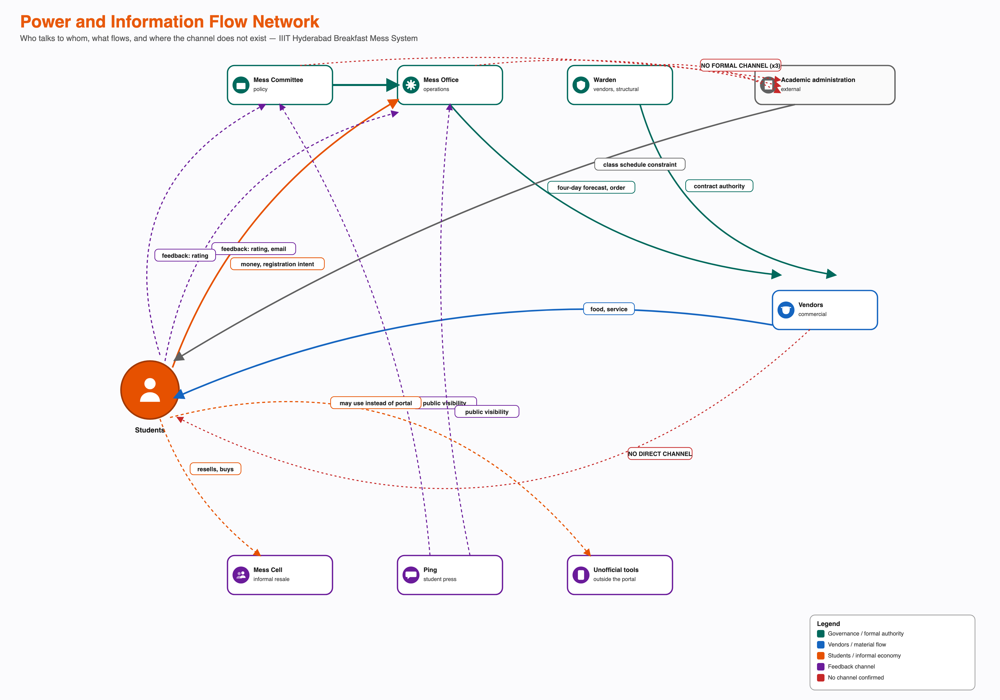 Power and Information Flow Network
Who talks to whom, what flows, and where the channel does not exist — IIIT Hyderabad Breakfast Mess System
NO FORMAL CHANNEL (x3)
Mess Committee
policy
Mess Office
operations
Warden
vendors, structural
Academic administration
external
class schedule constraint
four-day forecast, order
contract authority
feedback: rating, email
feedback: rating
money, registration intent
Vendors
commercial
food, service
may use instead of portal
public visibility
public visibility
Students
NO DIRECT CHANNEL
resells, buys
Mess Cell
informal resale
Ping
student press
Unofficial tools
outside the portal
Legend
Governance / formal authority
Vendors / material flow
Students / informal economy
Feedback channel
No channel confirmed